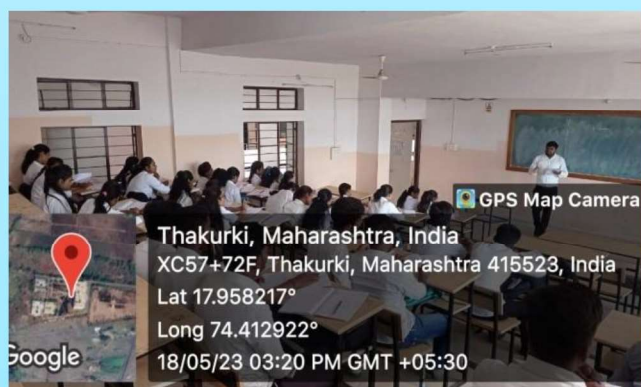 GPS Map Camera
Thakurki, Maharashtra, India
XC57+72F, Thakurki, Maharashtra 415523, India
Lat 17.958217°
Long 74.412922°
18/05/23 03:20 PM GMT +05:30
Google